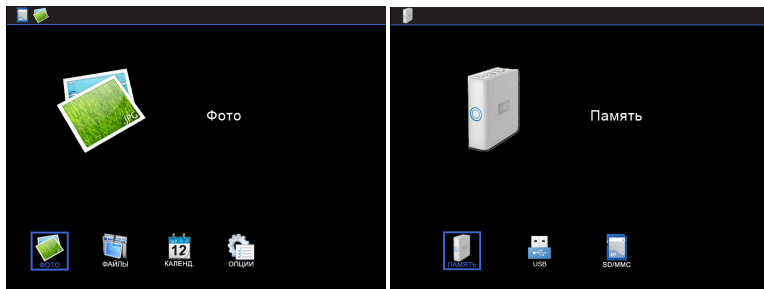 Фото
JPG
ФОТО
ФАЙЛЫ
12
КАЛЕНД.
ОПЦИИ
Память
ПАМЯТЬ
USB
SD/MMC